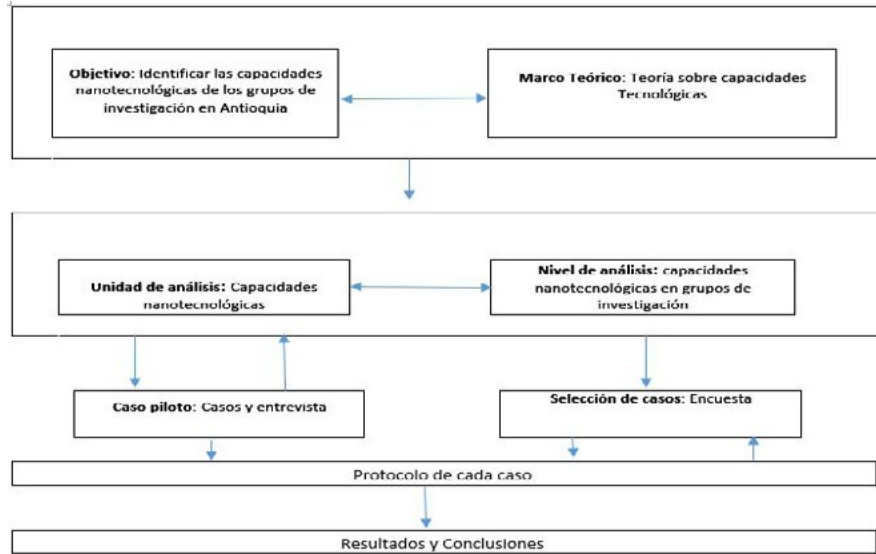 Objetivo: Identificar las capacidades
nanotecnológicas de los grupos de
investigación en Antioquia
Marco Teórico: Teoría sobre capacidades
Tecnológicas
Unidad de análisis: Capacidades
nanotecnológicas
Nivel de análisis: capacidades
nanotecnológicas en grupos de
investigación
Caso piloto: Casos y entrevista
Selección de casos: Encuesta
Protocolo de cada caso
Resultados y Conclusiones